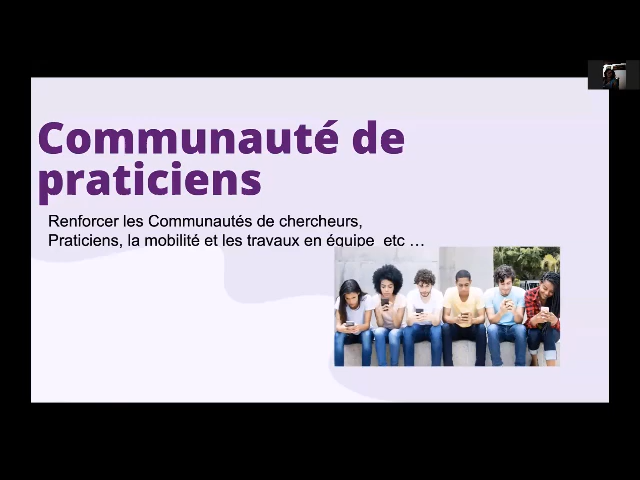 Communauté de
praticiens
Renforcer les Communautés de chercheurs,
Praticiens, la mobilité et les travaux en équipe etc …